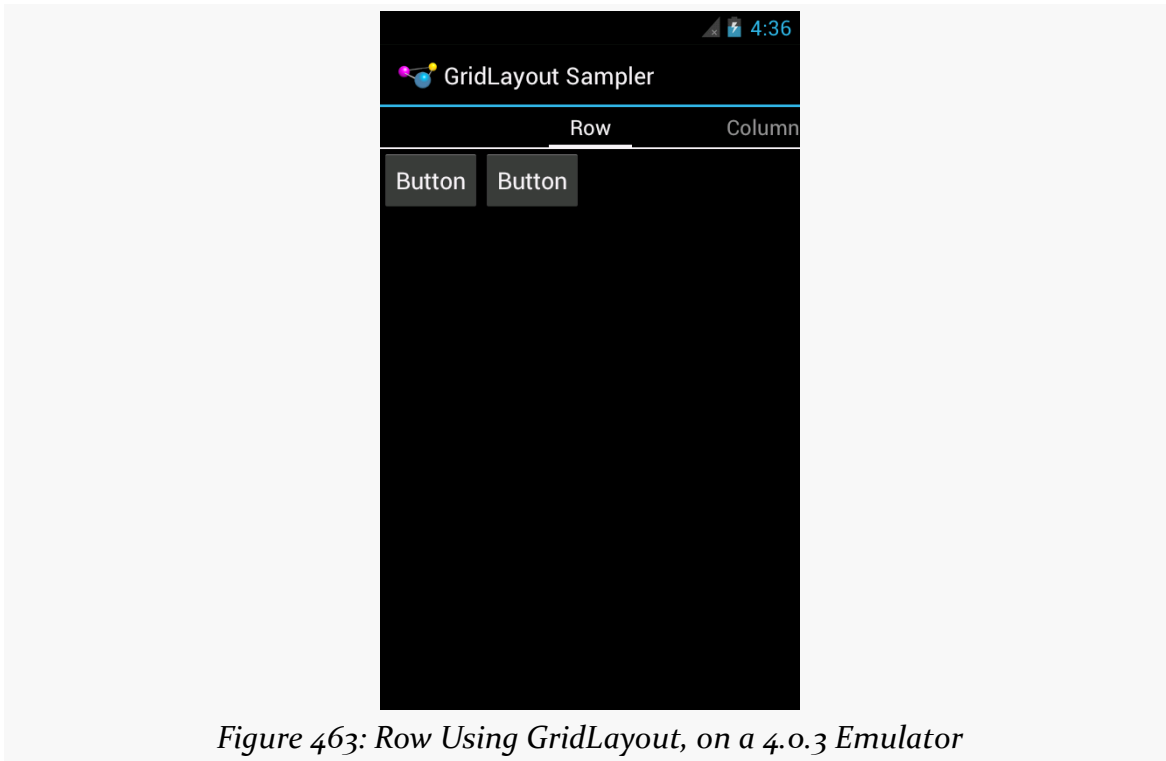 4:36
GridLayout Sampler
Row Column
Button Button
Figure 463: Row Using GridLayout, on a 4.0.3 Emulator